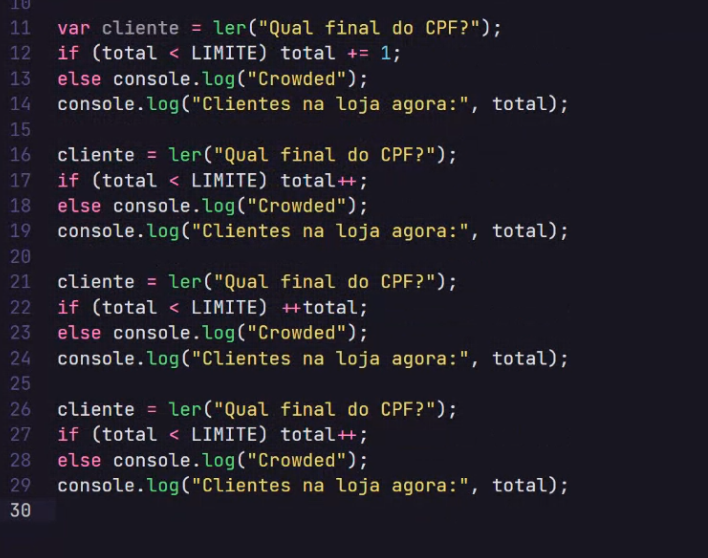 10
11 var cliente = ler("Qual final do CPF?");
12 if (total < LIMITE) total += 1;
13 else console.log("Crowded");
14 console.log("Clientes na loja agora:", total);
15
16 cliente = ler("Qual final do CPF?");
17 if (total < LIMITE) total++;
18 else console.log("Crowded");
19 console.log("Clientes na loja agora:", total);
20
21 cliente = ler("Qual final do CPF?");
22 if (total < LIMITE) ++total;
23 else console.log("Crowded");
24 console.log("Clientes na loja agora:", total);
25
26 cliente = ler("Qual final do CPF?");
27 if (total < LIMITE) total++;
28 else console.log("Crowded");
29 console.log("Clientes na loja agora:", total);
30